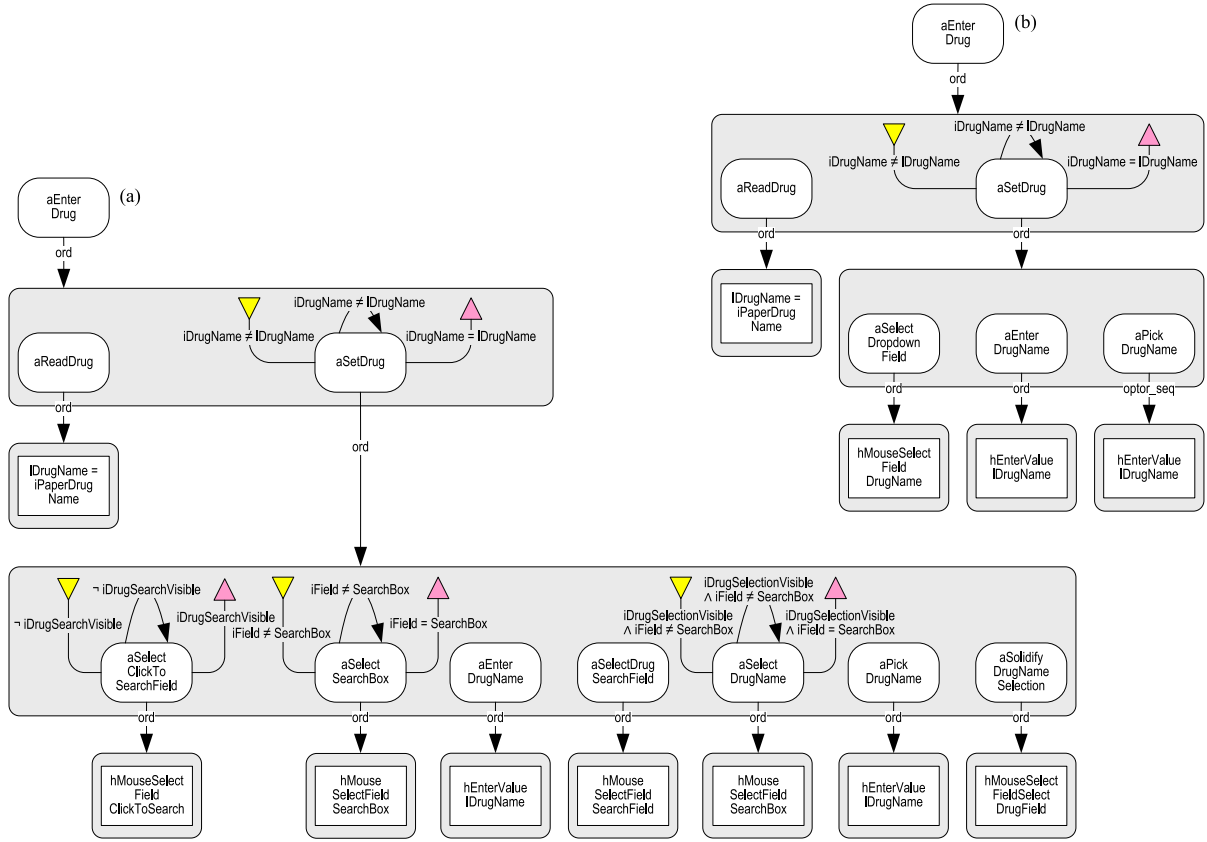 (a)
aEnter
Drug
ord
iDrugName ≠ lDrugName
iDrugName ≠ lDrugName
iDrugName = lDrugName
aReadDrug
aSetDrug
ord
ord
lDrugName =
iPaperDrug
Name
¬ iDrugSearchVisible
¬ iDrugSearchVisible
iDrugSearchVisible
iField ≠ SearchBox
iField ≠ SearchBox
iField = SearchBox
iDrugSelectionVisible
∧ iField ≠ SearchBox
iDrugSelectionVisible
∧ iField ≠ SearchBox
iDrugSelectionVisible
∧ iField = SearchBox
aSelect
ClickTo
SearchField
aSelect
SearchBox
aEnter
DrugName
aSelectDrug
SearchField
aSelect
DrugName
aPick
DrugName
aSolidify
DrugName
Selection
ord
ord
ord
ord
ord
ord
ord
hMouseSelect
Field
ClickToSearch
hMouse
SelectField
SearchBox
hEnterValue
lDrugName
hMouse
SelectField
SearchField
hMouse
SelectField
SearchBox
hEnterValue
lDrugName
hMouseSelect
FieldSelect
DrugField
(b)
aEnter
Drug
ord
iDrugName ≠ lDrugName
iDrugName ≠ lDrugName
iDrugName = lDrugName
aReadDrug
aSetDrug
ord
ord
lDrugName =
iPaperDrug
Name
aSelect
Dropdown
Field
aEnter
DrugName
aPick
DrugName
ord
ord
optor_seq
hMouseSelect
Field
DrugName
hEnterValue
lDrugName
hEnterValue
lDrugName